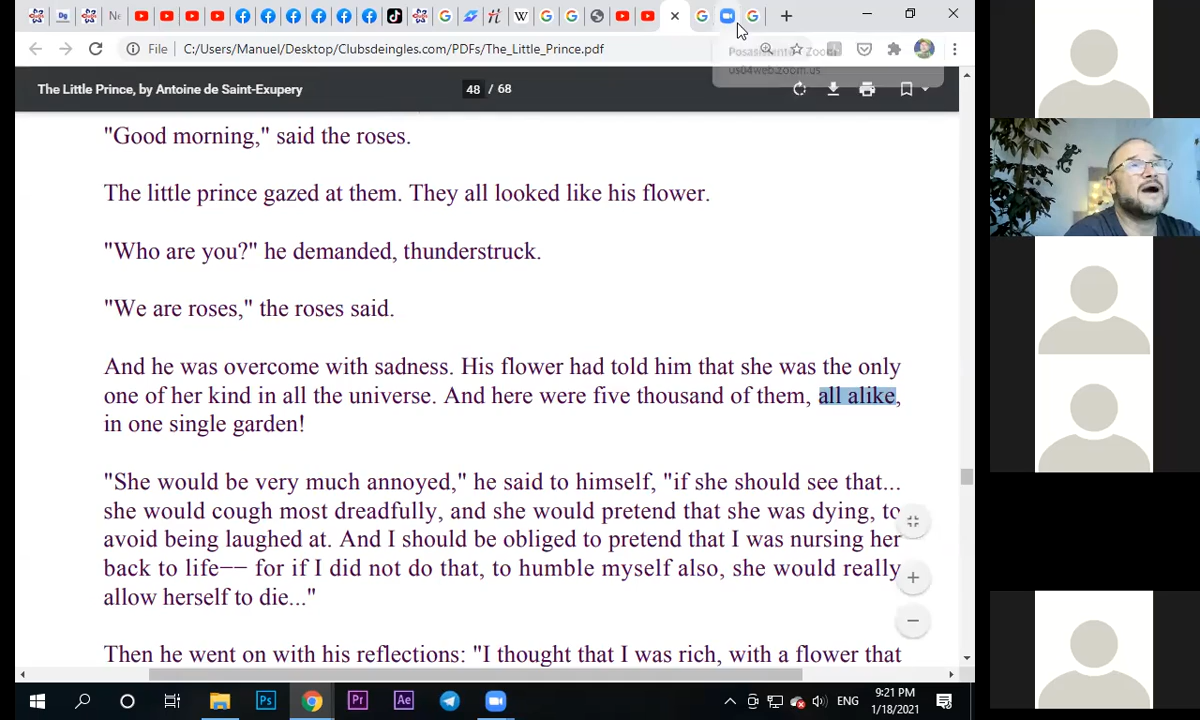 Ne
File
C:/Users/Manuel/Desktop/Clubsdeingles.com/PDFs/The_Little_Prince.pdf
us04web.zoom.us
The Little Prince, by Antoine de Saint-Exupery
48 / 68
"Good morning," said the roses.
The little prince gazed at them. They all looked like his flower.
"Who are you?" he demanded, thunderstruck.
"We are roses," the roses said.
And he was overcome with sadness. His flower had told him that she was the only
one of her kind in all the universe. And here were five thousand of them, all alike,
in one single garden!
"She would be very much annoyed," he said to himself, "if she should see that...
she would cough most dreadfully, and she would pretend that she was dying, to
avoid being laughed at. And I should be obliged to pretend that I was nursing her
back to life−− for if I did not do that, to humble myself also, she would really
allow herself to die..."
Then he went on with his reflections: "I thought that I was rich, with a flower that
Ps
Pr
Ae
ENG
9:21 PM
1/18/2021